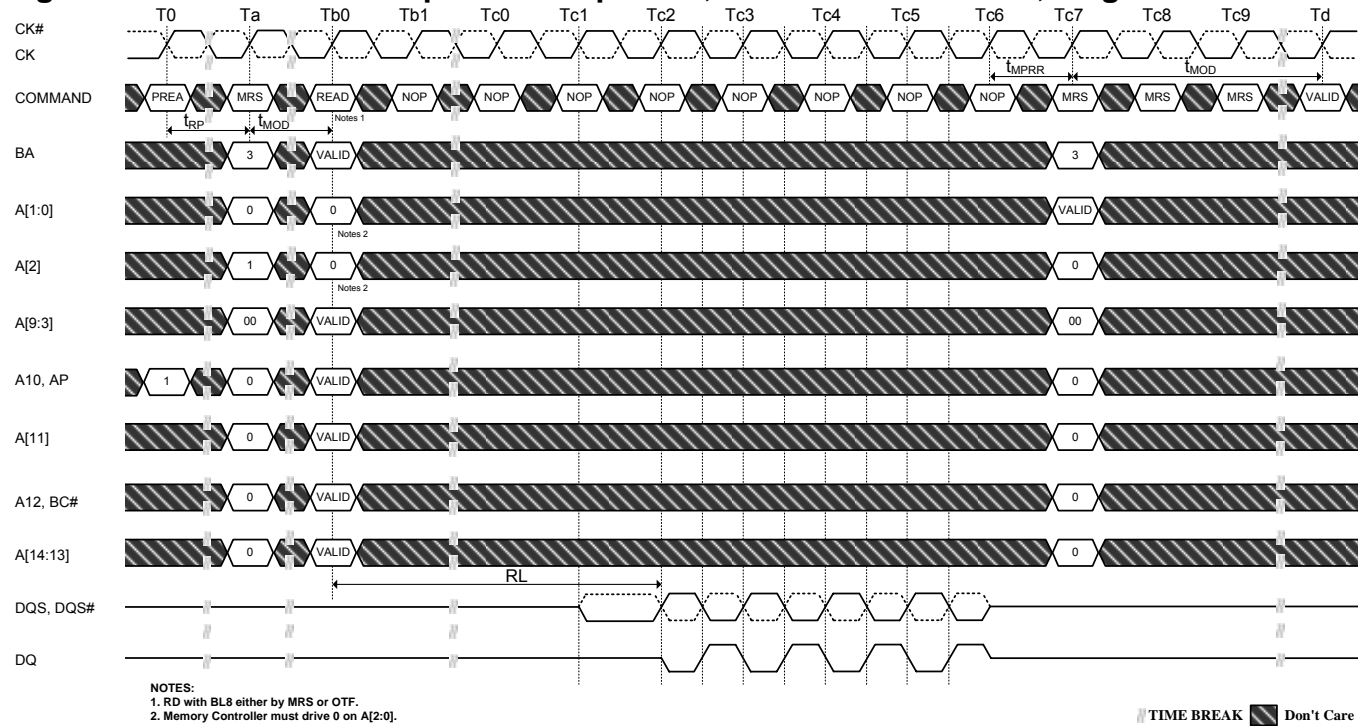 T0 Ta Tb0 Tb1 Tc0 Tc1 Tc2 Tc3 Tc4 Tc5 Tc6 Tc7 Tc8 Tc9 Td
CK#
CK
tMPRR tMOD
COMMAND PREA MRS READ NOP NOP NOP NOP NOP NOP NOP NOP MRS MRS MRS VALID
tRP tMOD Notes 1
BA 3 VALID 3
A[1:0] 0 0 VALID
Notes 2
A[2] 1 0 0
Notes 2
A[9:3] 00 VALID 00
A10, AP 1 0 VALID 0
A[11] 0 VALID 0
A12, BC# 0 VALID 0
A[14:13] 0 VALID 0
RL
DQS, DQS#
DQ
NOTES:
1. RD with BL8 either by MRS or OTF.
2. Memory Controller must drive 0 on A[2:0].
TIME BREAK Don't Care